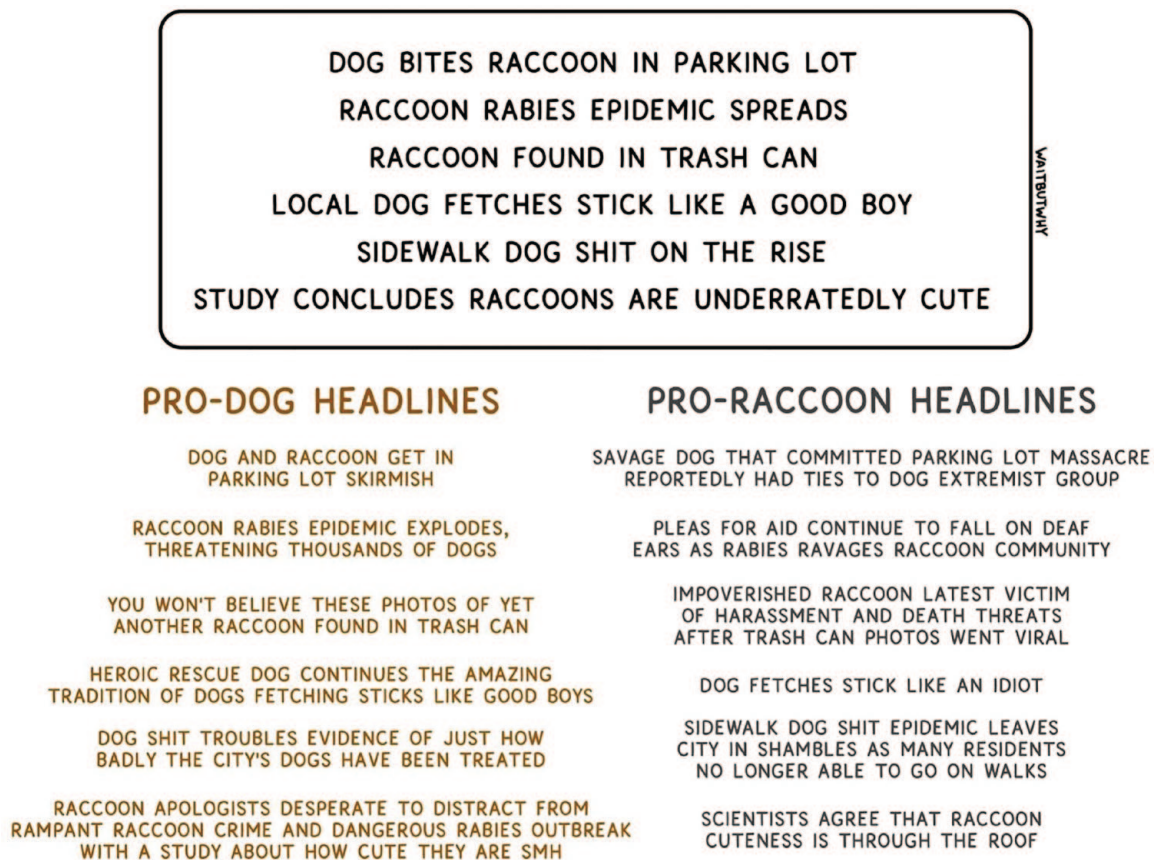 DOG BITES RACCOON IN PARKING LOT
RACCOON RABIES EPIDEMIC SPREADS
RACCOON FOUND IN TRASH CAN
LOCAL DOG FETCHES STICK LIKE A GOOD BOY
SIDEWALK DOG SHIT ON THE RISE
STUDY CONCLUDES RACCOONS ARE UNDERRATEDLY CUTE
WAITBUTWHY
PRO-DOG HEADLINES
DOG AND RACCOON GET IN
PARKING LOT SKIRMISH
RACCOON RABIES EPIDEMIC EXPLODES,
THREATENING THOUSANDS OF DOGS
YOU WON'T BELIEVE THESE PHOTOS OF YET
ANOTHER RACCOON FOUND IN TRASH CAN
HEROIC RESCUE DOG CONTINUES THE AMAZING
TRADITION OF DOGS FETCHING STICKS LIKE GOOD BOYS
DOG SHIT TROUBLES EVIDENCE OF JUST HOW
BADLY THE CITY'S DOGS HAVE BEEN TREATED
RACCOON APOLOGISTS DESPERATE TO DISTRACT FROM
RAMPANT RACCOON CRIME AND DANGEROUS RABIES OUTBREAK
WITH A STUDY ABOUT HOW CUTE THEY ARE SMH
PRO-RACCOON HEADLINES
SAVAGE DOG THAT COMMITTED PARKING LOT MASSACRE
REPORTEDLY HAD TIES TO DOG EXTREMIST GROUP
PLEAS FOR AID CONTINUE TO FALL ON DEAF
EARS AS RABIES RAVAGES RACCOON COMMUNITY
IMPOVERISHED RACCOON LATEST VICTIM
OF HARASSMENT AND DEATH THREATS
AFTER TRASH CAN PHOTOS WENT VIRAL
DOG FETCHES STICK LIKE AN IDIOT
SIDEWALK DOG SHIT EPIDEMIC LEAVES
CITY IN SHAMBLES AS MANY RESIDENTS
NO LONGER ABLE TO GO ON WALKS
SCIENTISTS AGREE THAT RACCOON
CUTENESS IS THROUGH THE ROOF